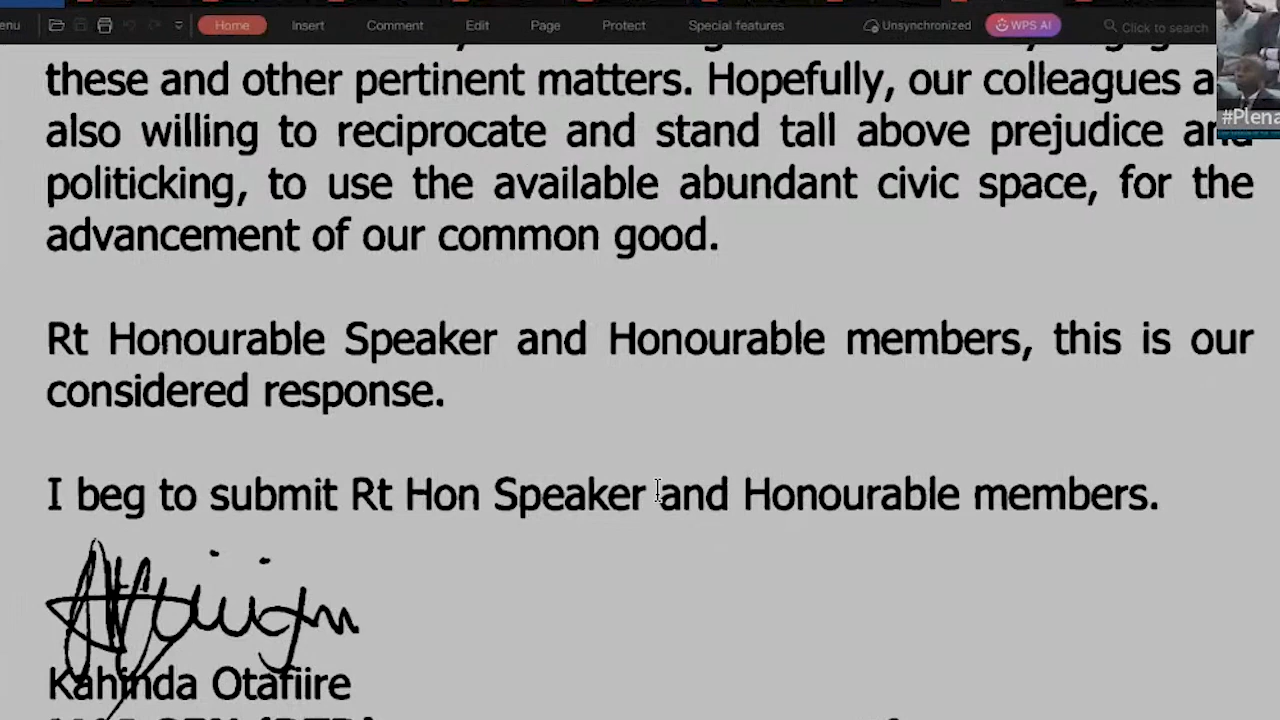 Home Insert Comment Edit Page Protect Special features Unsynchronized WPS AI Click to search
these and other pertinent matters. Hopefully, our colleagues
#Plena
also willing to reciprocate and stand tall above prejudice and
politicking, to use the available abundant civic space, for the
advancement of our common good.
Rt Honourable Speaker and Honourable members, this is our
considered response.
I beg to submit Rt Hon Speaker and Honourable members.
Kahinda Otafiire